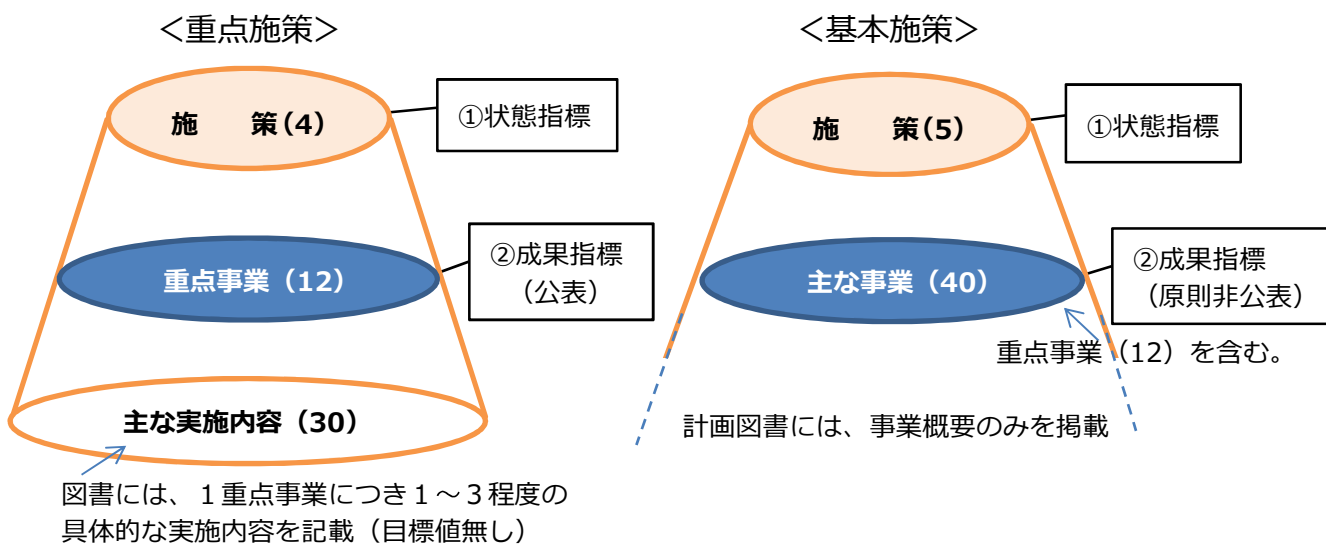 ＜重点施策＞
施　　策(4)
①状態指標
重点事業（12）
②成果指標
（公表）
主な実施内容（30）
図書には、１重点事業につき１～３程度の
具体的な実施内容を記載（目標値無し）
＜基本施策＞
施　　策(5)
①状態指標
主な事業（40）
②成果指標
（原則非公表）
重点事業（12）を含む。
計画図書には、事業概要のみを掲載